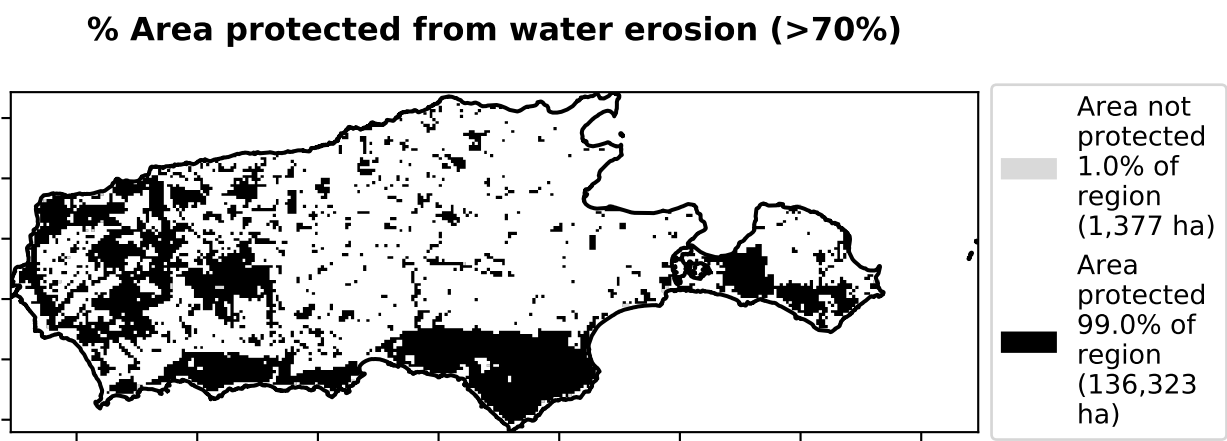 % Area protected from water erosion (>70%)
Area not
protected
1.0% of
region
(1,377 ha)
Area
protected
99.0% of
region
(136,323
ha)